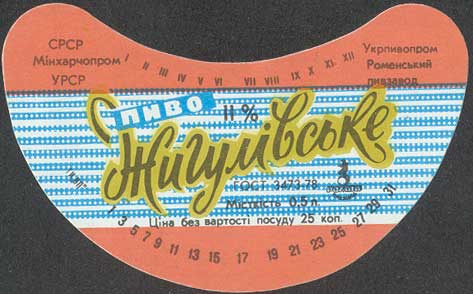 СРСР
Мінхарчопром
УРСР
I II III IV V VI VII VIII IX X XI XII
Укрпивопром
Роменський
пивзавод
ПИВО
11%
Жигулівське
ГОСТ 3473-78
Місткість 0,5 л
Ціна без вартості посуду 25 коп.
1 3 5 7 9 11 13 15 17 19 21 23 25 27 29 31